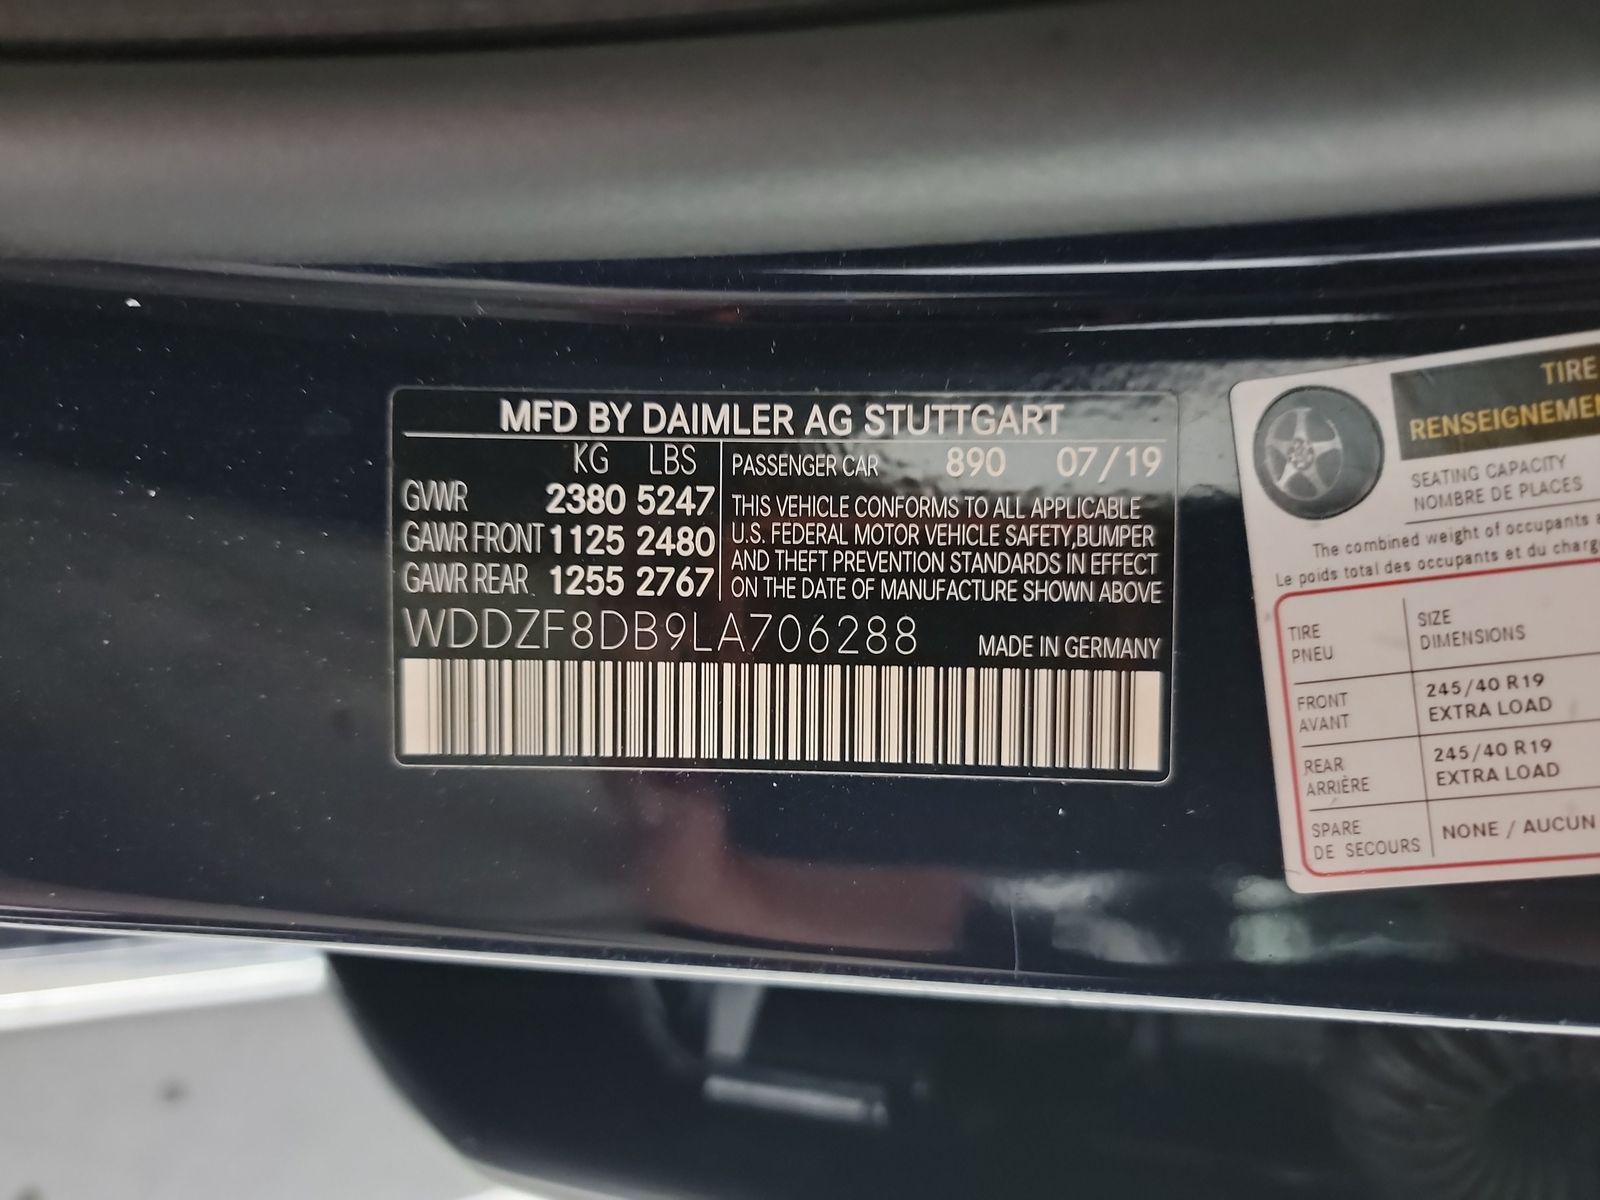 MFD BY DAIMLER AG STUTTGART
KG LBS
GVWR 2380 5247
GAWR FRONT 1125 2480
GAWR REAR 1255 2767
PASSENGER CAR 890 07/19
THIS VEHICLE CONFORMS TO ALL APPLICABLE
U.S. FEDERAL MOTOR VEHICLE SAFETY,BUMPER
AND THEFT PREVENTION STANDARDS IN EFFECT
ON THE DATE OF MANUFACTURE SHOWN ABOVE
WDDZF8DB9LA706288
MADE IN GERMANY
TIRE
SEATING CAPACITY
NOMBRE DE PLACES
The combined weight of occupants
Le poids total des occupants et du
TIRE
PNEU
SIZE
DIMENSIONS
FRONT
AVANT
245/40 R19
EXTRA LOAD
REAR
ARRIÈRE
245/40 R19
EXTRA LOAD
SPARE
DE SECOURS
NONE / AUCUN